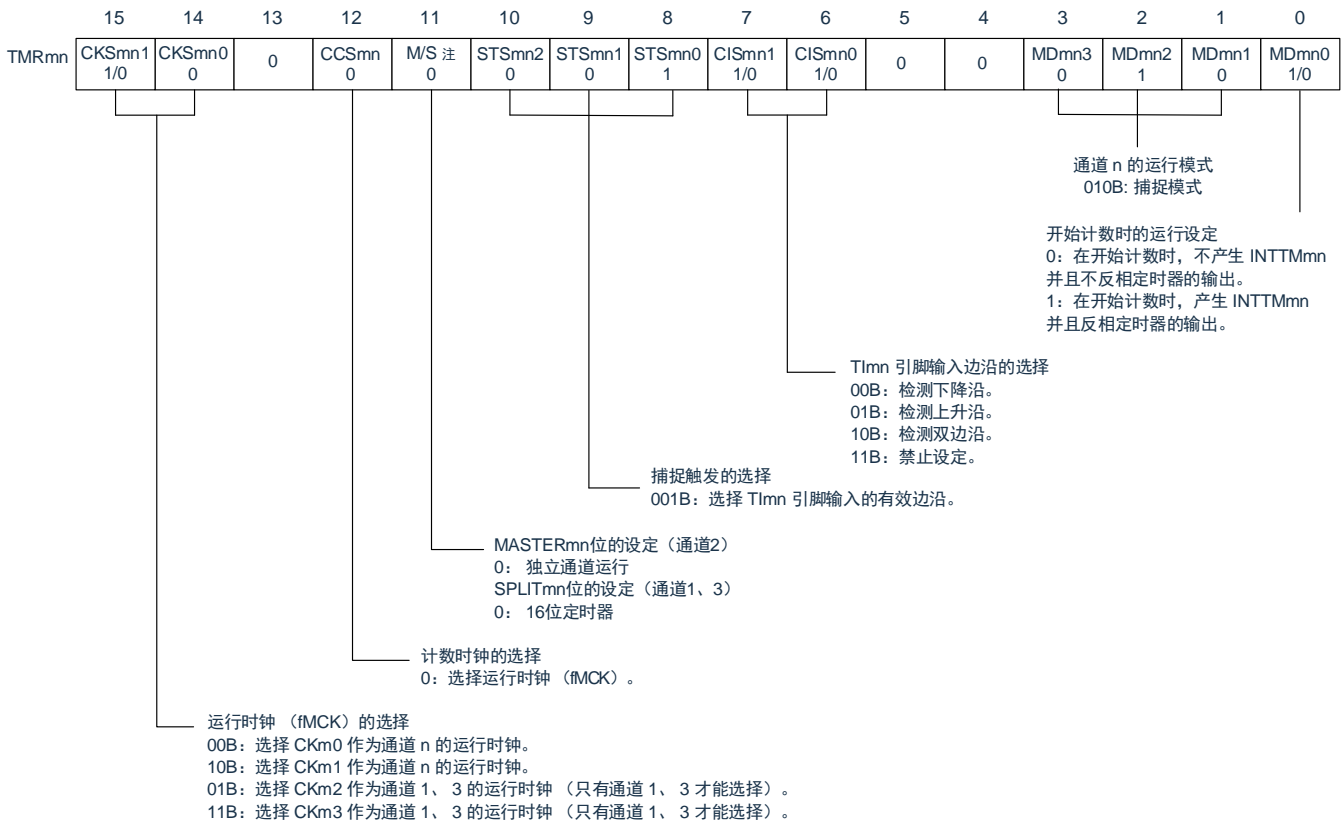 15 14 13 12 11 10 9 8 7 6 5 4 3 2 1 0
TMRmn CKSmn1 CKSmn0 0 CCSmn M/S 注 STSmn2 STSmn1 STSmn0 CISmn1 CISmn0 0 0 MDmn3 MDmn2 MDmn1 MDmn0
1/0 0 0 0 0 0 1 1/0 1/0 0 1 0 1/0
通道 n 的运行模式
010B: 捕捉模式
开始计数时的运行设定
0：在开始计数时，不产生 INTTMmn
并且不反相定时器的输出。
1：在开始计数时，产生 INTTMmn
并且反相定时器的输出。
TImn 引脚输入边沿的选择
00B：检测下降沿。
01B：检测上升沿。
10B：检测双边沿。
11B：禁止设定。
捕捉触发的选择
001B：选择 TImn 引脚输入的有效边沿。
MASTERmn位的设定（通道2）
0： 独立通道运行
SPLITmn位的设定（通道1、3）
0： 16位定时器
计数时钟的选择
0：选择运行时钟 （fMCK）。
运行时钟 （fMCK）的选择
00B：选择 CKm0 作为通道 n 的运行时钟。
10B：选择 CKm1 作为通道 n 的运行时钟。
01B：选择 CKm2 作为通道 1、 3 的运行时钟 （只有通道 1、 3 才能选择）。
11B：选择 CKm3 作为通道 1、 3 的运行时钟 （只有通道 1、 3 才能选择）。